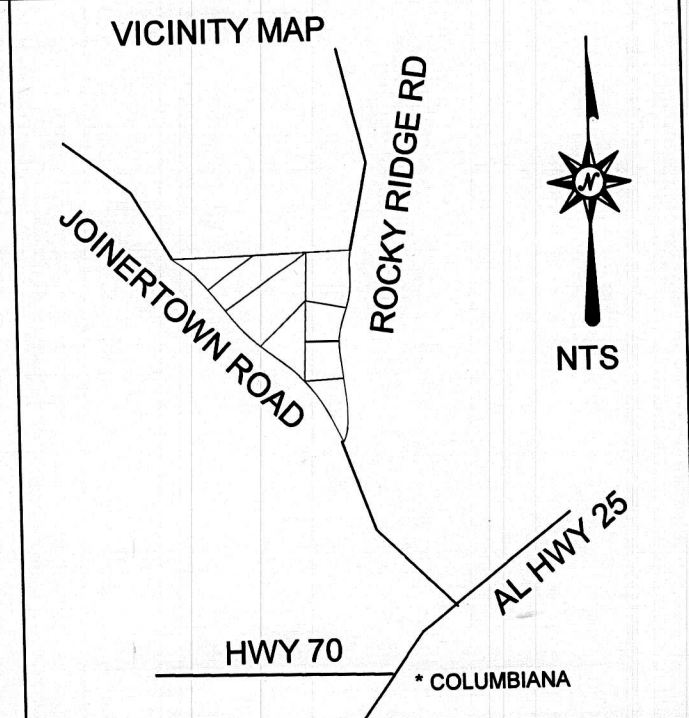 VICINITY MAP
ROCKY RIDGE RD
N
JOINERTOWN ROAD
NTS
AL HWY 25
HWY 70
* COLUMBIANA